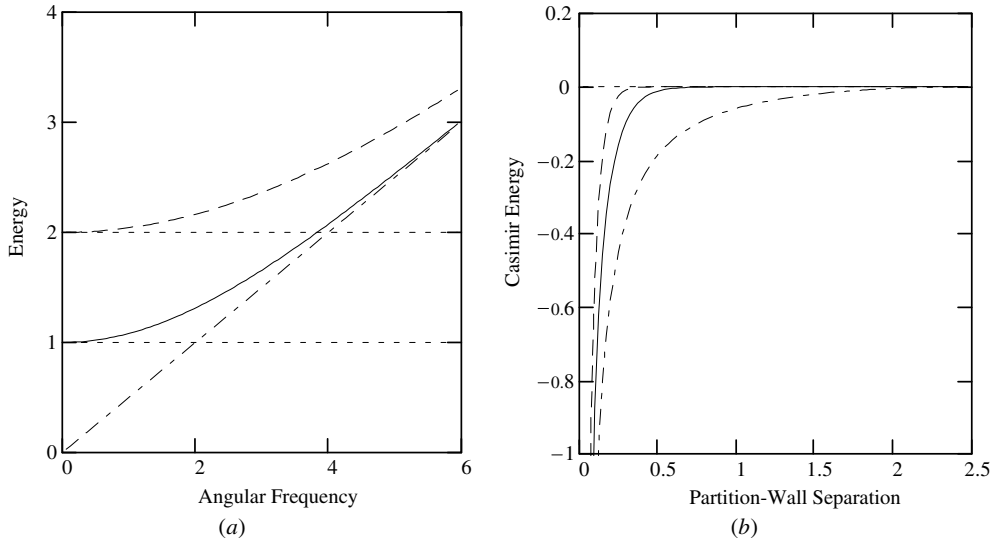 4
3
2
1
0
0 2 4 6
Energy
Angular Frequency
(a)
0.2
0
−0.2
−0.4
−0.6
−0.8
−1
0 0.5 1 1.5 2 2.5
Casimir Energy
Partition-Wall Separation
(b)